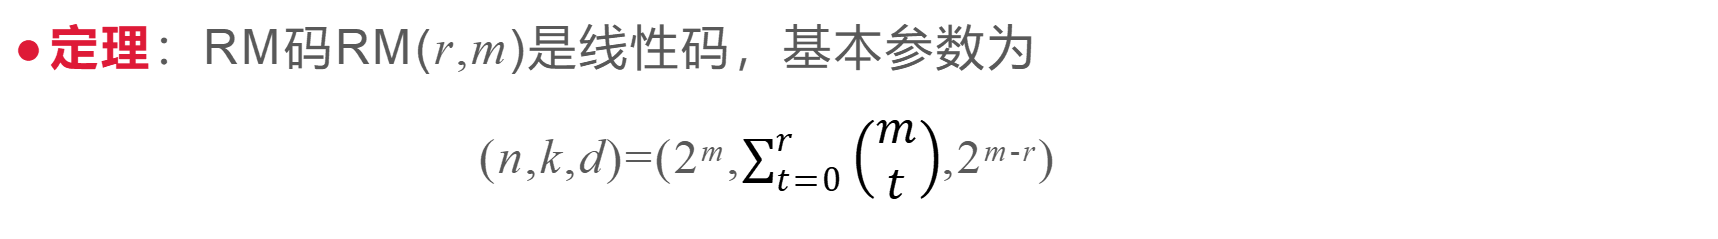 ●定理：RM码RM(r,m)是线性码，基本参数为
(n,k,d)=(2^m,∑_{t=0}^{r} \binom{m}{t},2^{m-r})